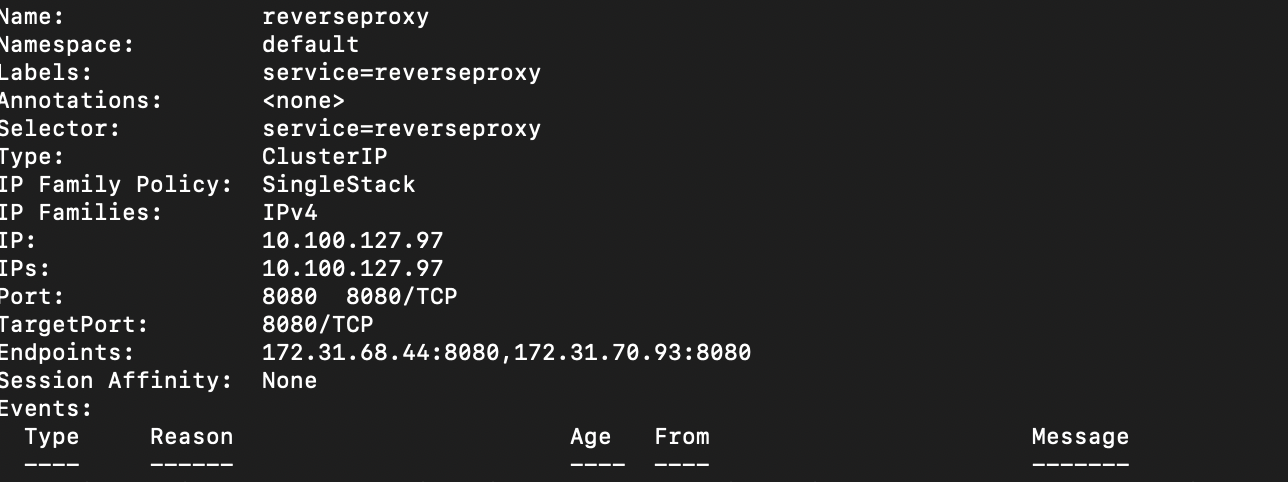 Name: reverseproxy
Namespace: default
Labels: service=reverseproxy
Annotations: <none>
Selector: service=reverseproxy
Type: ClusterIP
IP Family Policy: SingleStack
IP Families: IPv4
IP: 10.100.127.97
IPs: 10.100.127.97
Port: 8080 8080/TCP
TargetPort: 8080/TCP
Endpoints: 172.31.68.44:8080,172.31.70.93:8080
Session Affinity: None
Events:
Type Reason Age From Message
---- ------ ---- ---- -------